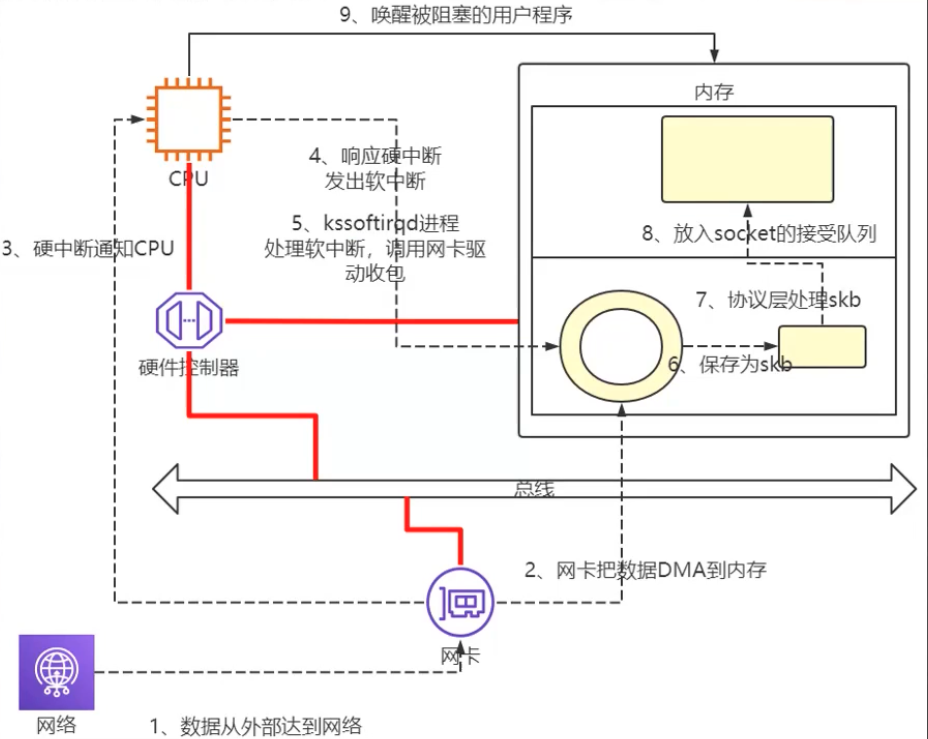 9、唤醒被阻塞的用户程序
内存
CPU
4、响应硬中断
发出软中断
5、kssoftirqd进程
处理软中断，调用网卡驱
动收包
3、硬中断通知CPU
8、放入socket的接受队列
7、协议层处理skb
硬件控制器
6、保存为skb
总线
2、网卡把数据DMA到内存
网卡
网络
1、数据从外部达到网络